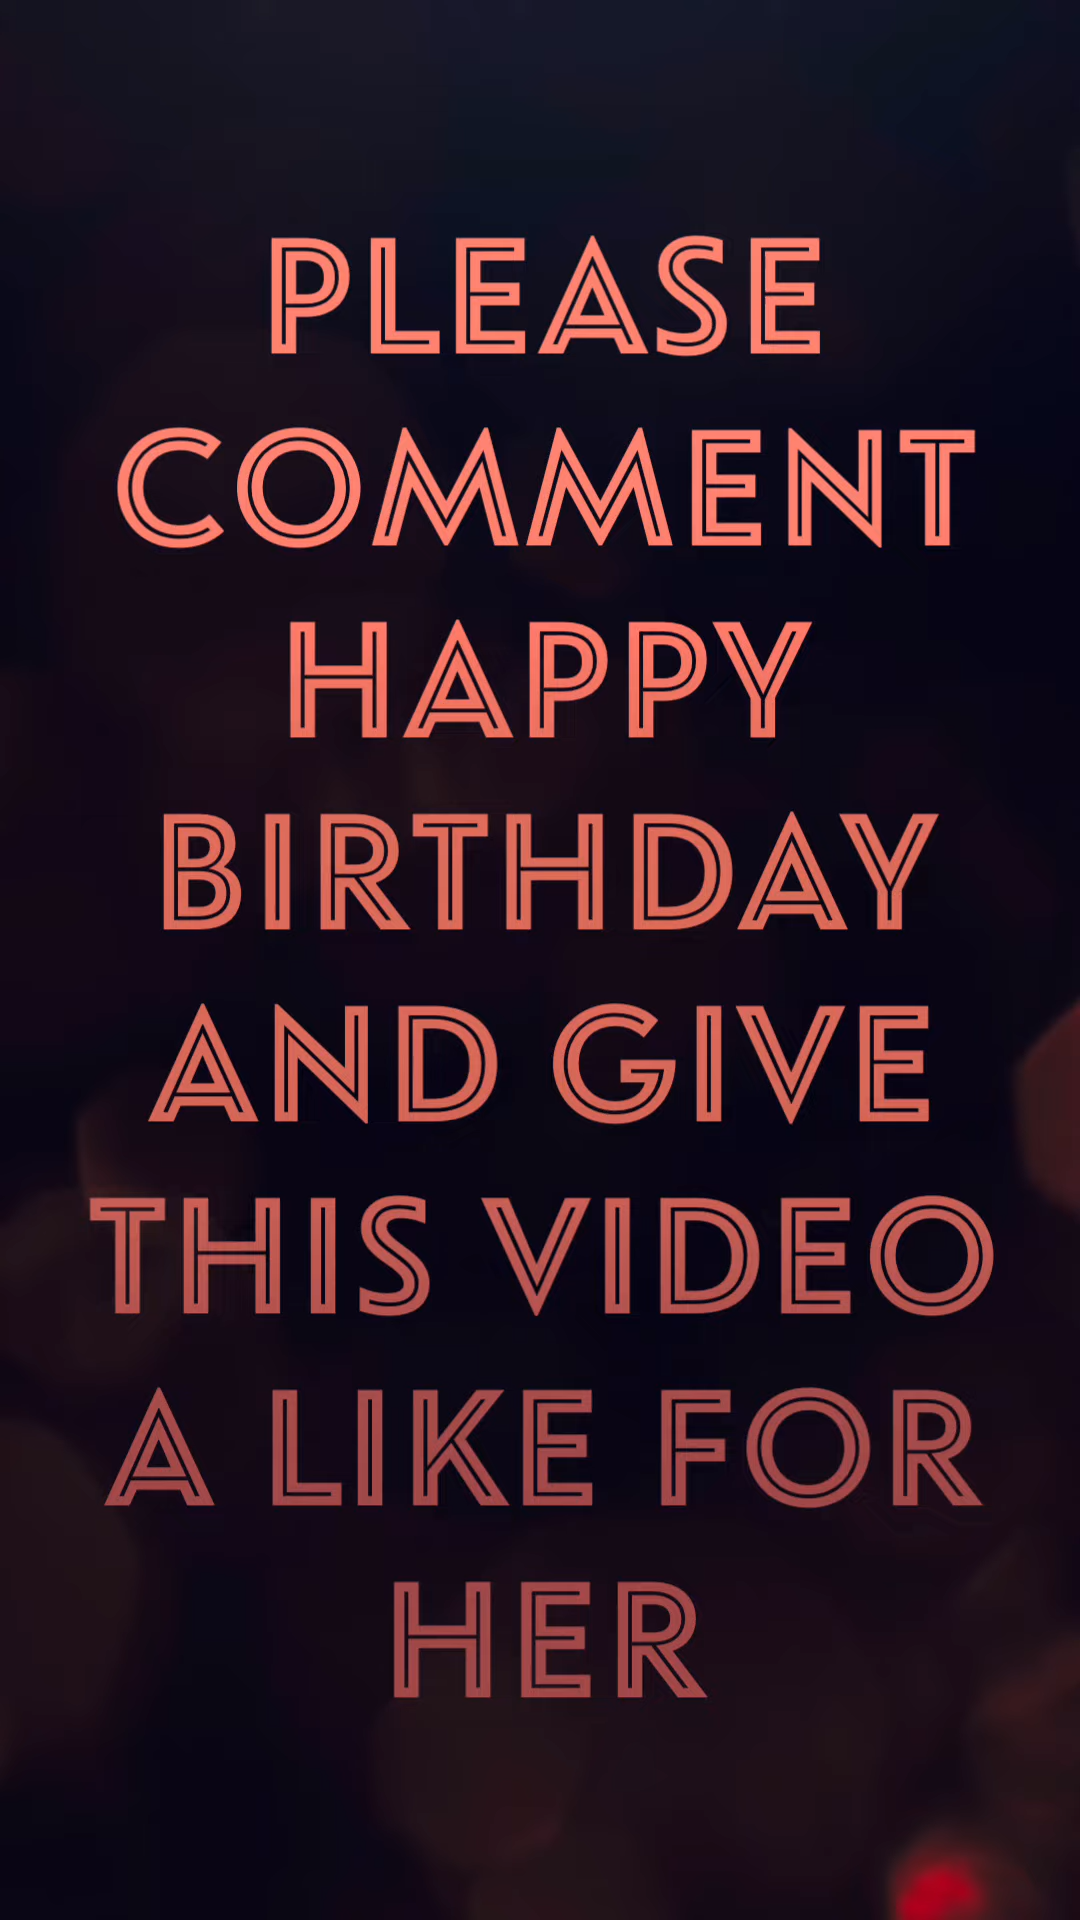 PLEASE
COMMENT
HAPPY
BIRTHDAY
AND GIVE
THIS VIDEO
A LIKE FOR
HER